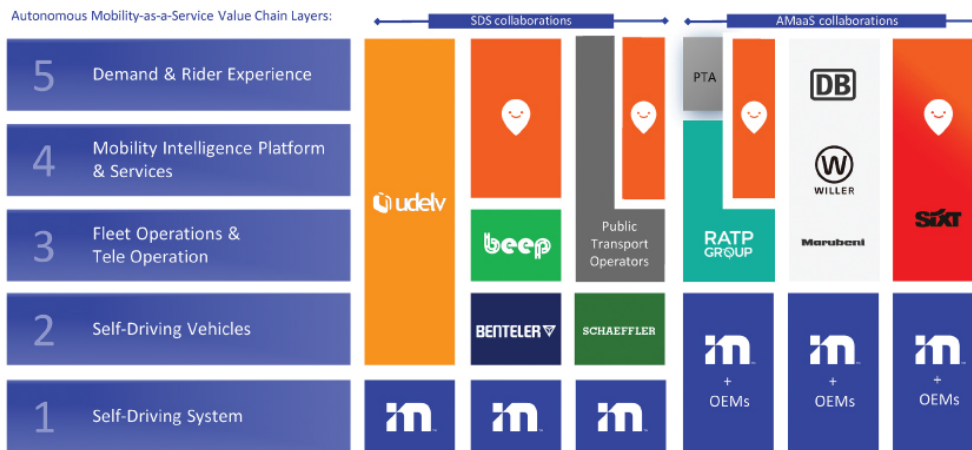 Autonomous Mobility-as-a-Service Value Chain Layers:
SDS collaborations
AMaaS collaborations
5
Demand & Rider Experience
4
Mobility Intelligence Platform
& Services
3
Fleet Operations &
Tele Operation
2
Self-Driving Vehicles
1
Self-Driving System
udelv
beep
BENTELER
Public
Transport
Operators
SCHAEFFLER
PTA
RATP
GROUP
DB
W
WILLER
Marubeni
SIXT
m
m
m
m
+
OEMs
m
+
OEMs
m
+
OEMs